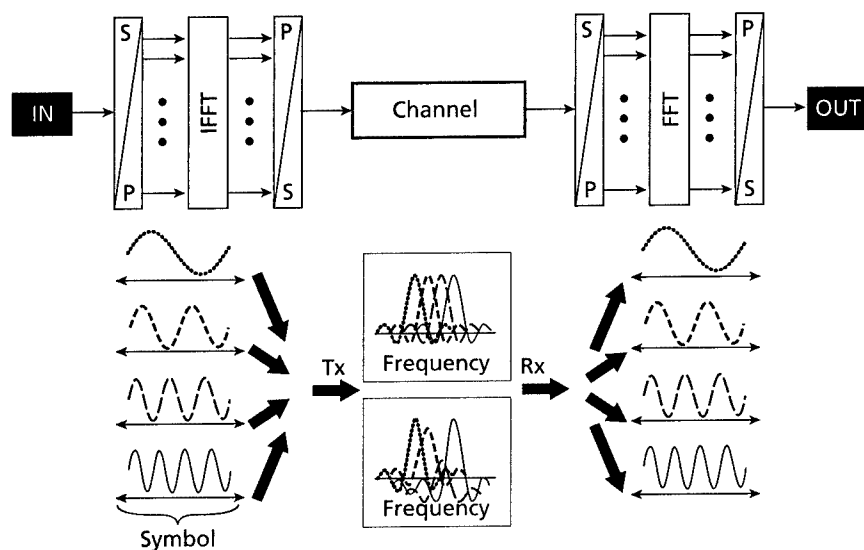 S
P
S
P
IN
IFFT
Channel
FFT
OUT
P
S
P
S
Tx
Frequency
Rx
Frequency
Symbol